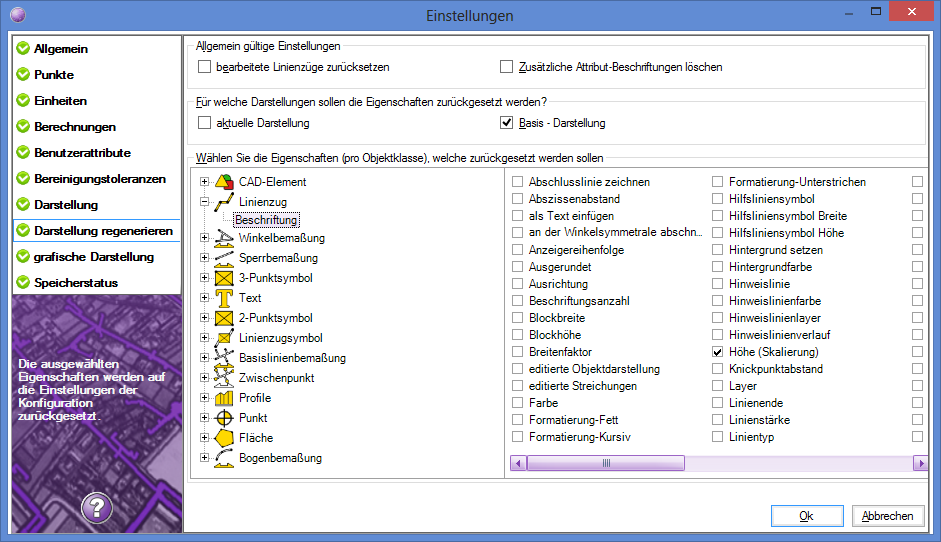 Einstellungen
Allgemein
Punkte
Einheiten
Berechnungen
Benutzerattribute
Bereinigungstoleranzen
Darstellung
Darstellung regenerieren
grafische Darstellung
Speicherstatus
Die ausgewählten
Eigenschaften werden auf
die Einstellungen der
Konfiguration
zurückgesetzt.
?
Allgemein gültige Einstellungen
bearbeitete Linienzüge zurücksetzen
Zusätzliche Attribut-Beschriftungen löschen
Für welche Darstellungen sollen die Eigenschaften zurückgesetzt werden?
aktuelle Darstellung
Basis - Darstellung
Wählen Sie die Eigenschaften (pro Objektklasse), welche zurückgesetzt werden sollen
CAD-Element
Linienzug
Beschriftung
Winkelbemaßung
Sperrbemaßung
3-Punktsymbol
Text
2-Punktsymbol
Linienzugsymbol
Basislinienbemaßung
Zwischenpunkt
Profile
Punkt
Fläche
Bogenbemaßung
Abschlusslinie zeichnen
Abszissenabstand
als Text einfügen
an der Winkelsymmetrale abschn...
Anzeigereihenfolge
Ausgerundet
Ausrichtung
Beschriftungsanzahl
Blockbreite
Blockhöhe
Breitenfaktor
editierte Objektdarstellung
editierte Streichungen
Farbe
Formatierung-Fett
Formatierung-Kursiv
Formatierung-Unterstrichen
Hilfsliniensymbol
Hilfsliniensymbol Breite
Hilfsliniensymbol Höhe
Hintergrund setzen
Hintergrundfarbe
Hinweislinie
Hinweislinienfarbe
Hinweislinienlayer
Hinweislinienverlauf
Höhe (Skalierung)
Knickpunktabstand
Layer
Linienende
Linienstärke
Linientyp
Ok
Abbrechen